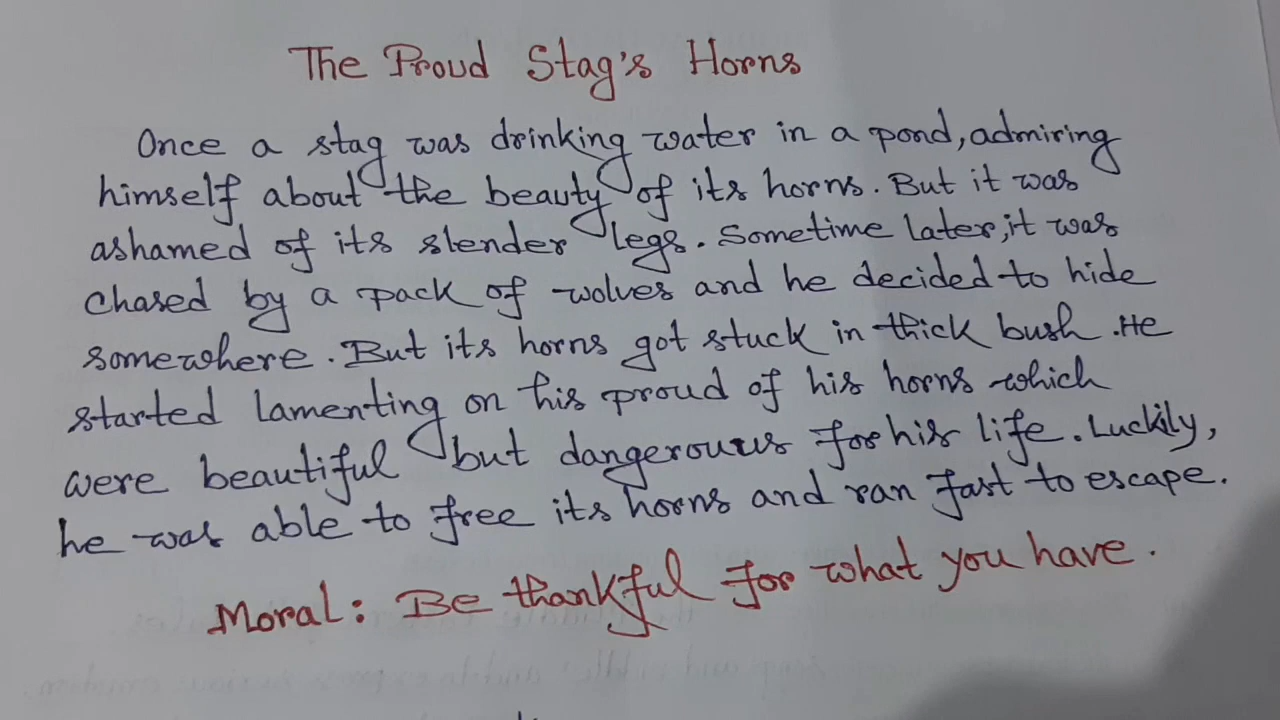 The Proud Stag's Horns
Once a stag was drinking water in a pond, admiring
himself about the beauty of its horns. But it was
ashamed of its slender legs. Sometime later, it was
chased by a pack of wolves and he decided to hide
somewhere. But its horns got stuck in thick bush. He
started lamenting on his proud of his horns which
were beautiful but dangerours for his life. Luckily,
he was able to free its horns and ran fast to escape.
Moral: Be thankful for what you have.